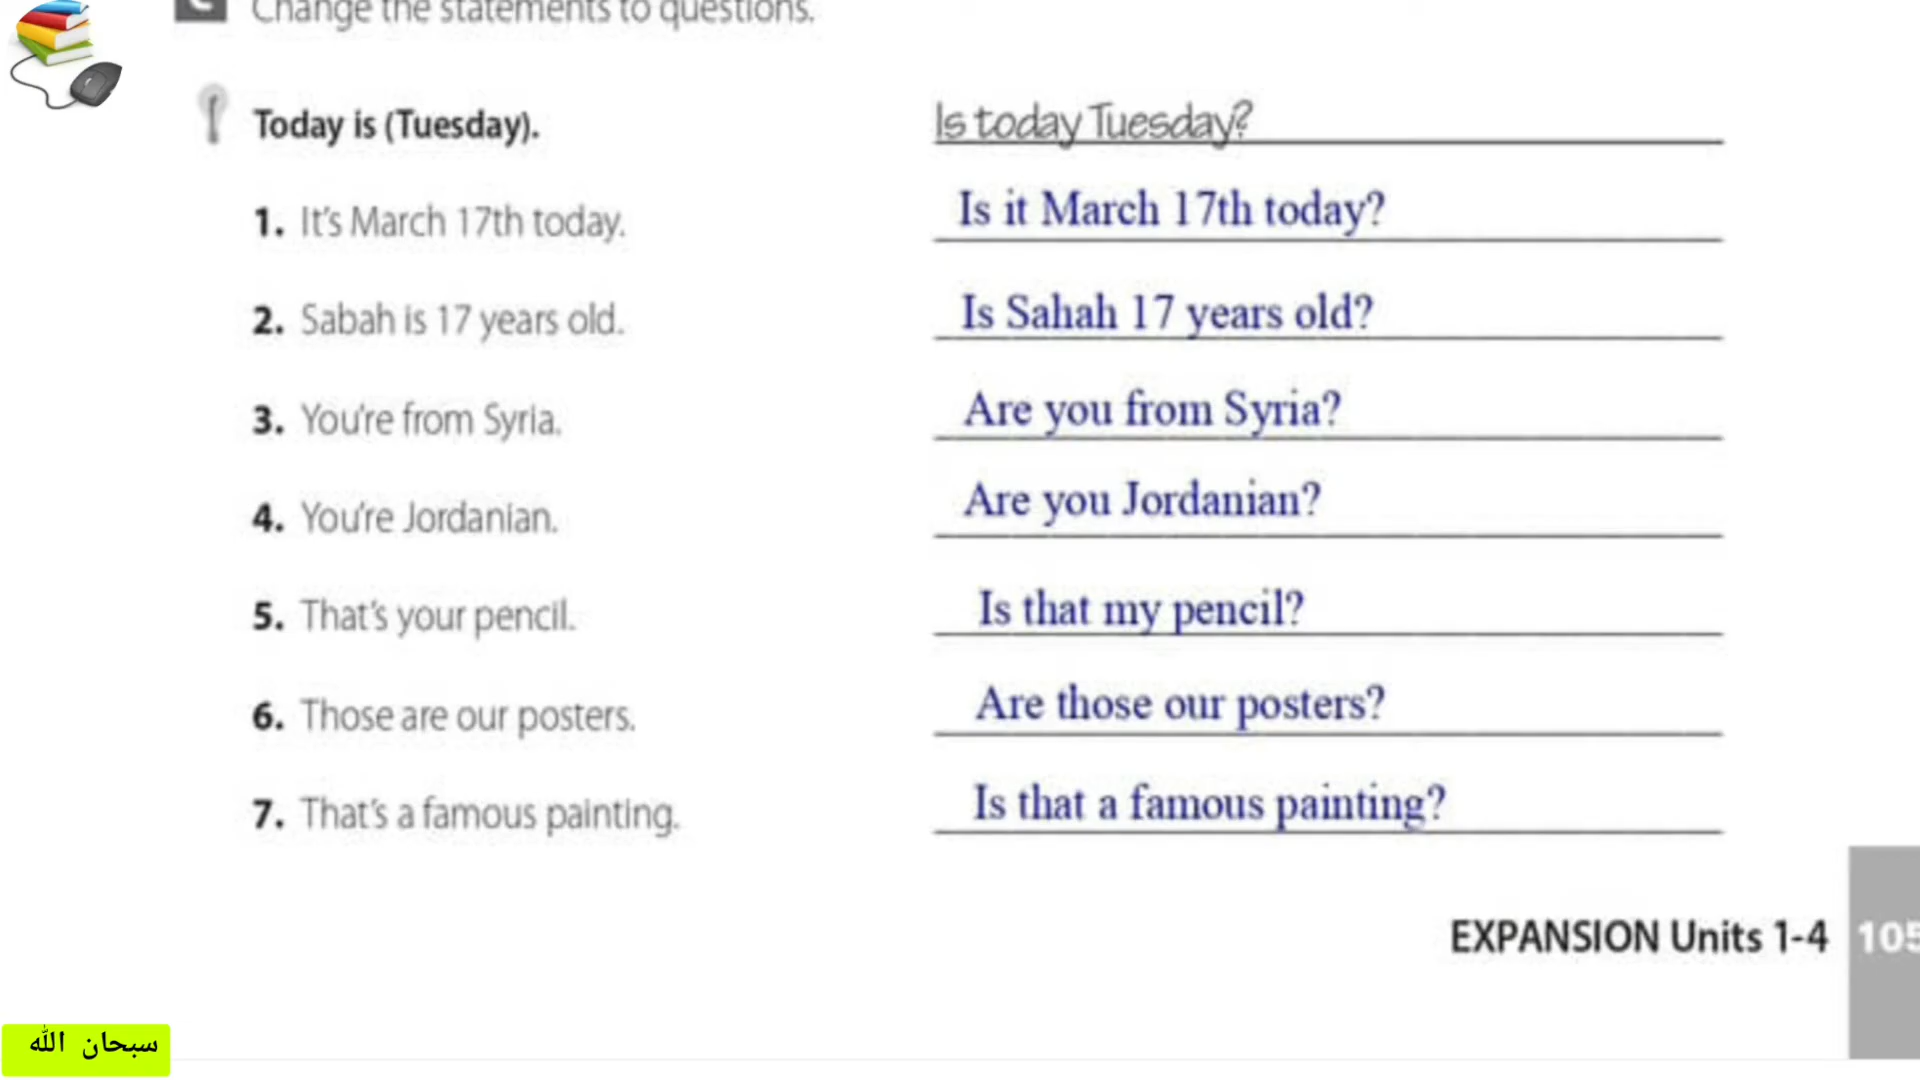 C Change the statements to questions.
Today is (Tuesday). Is today Tuesday?
1. It's March 17th today. Is it March 17th today?
2. Sabah is 17 years old. Is Sahah 17 years old?
3. You're from Syria. Are you from Syria?
4. You're Jordanian. Are you Jordanian?
5. That's your pencil. Is that my pencil?
6. Those are our posters. Are those our posters?
7. That's a famous painting. Is that a famous painting?
EXPANSION Units 1-4 105
سبحان الله